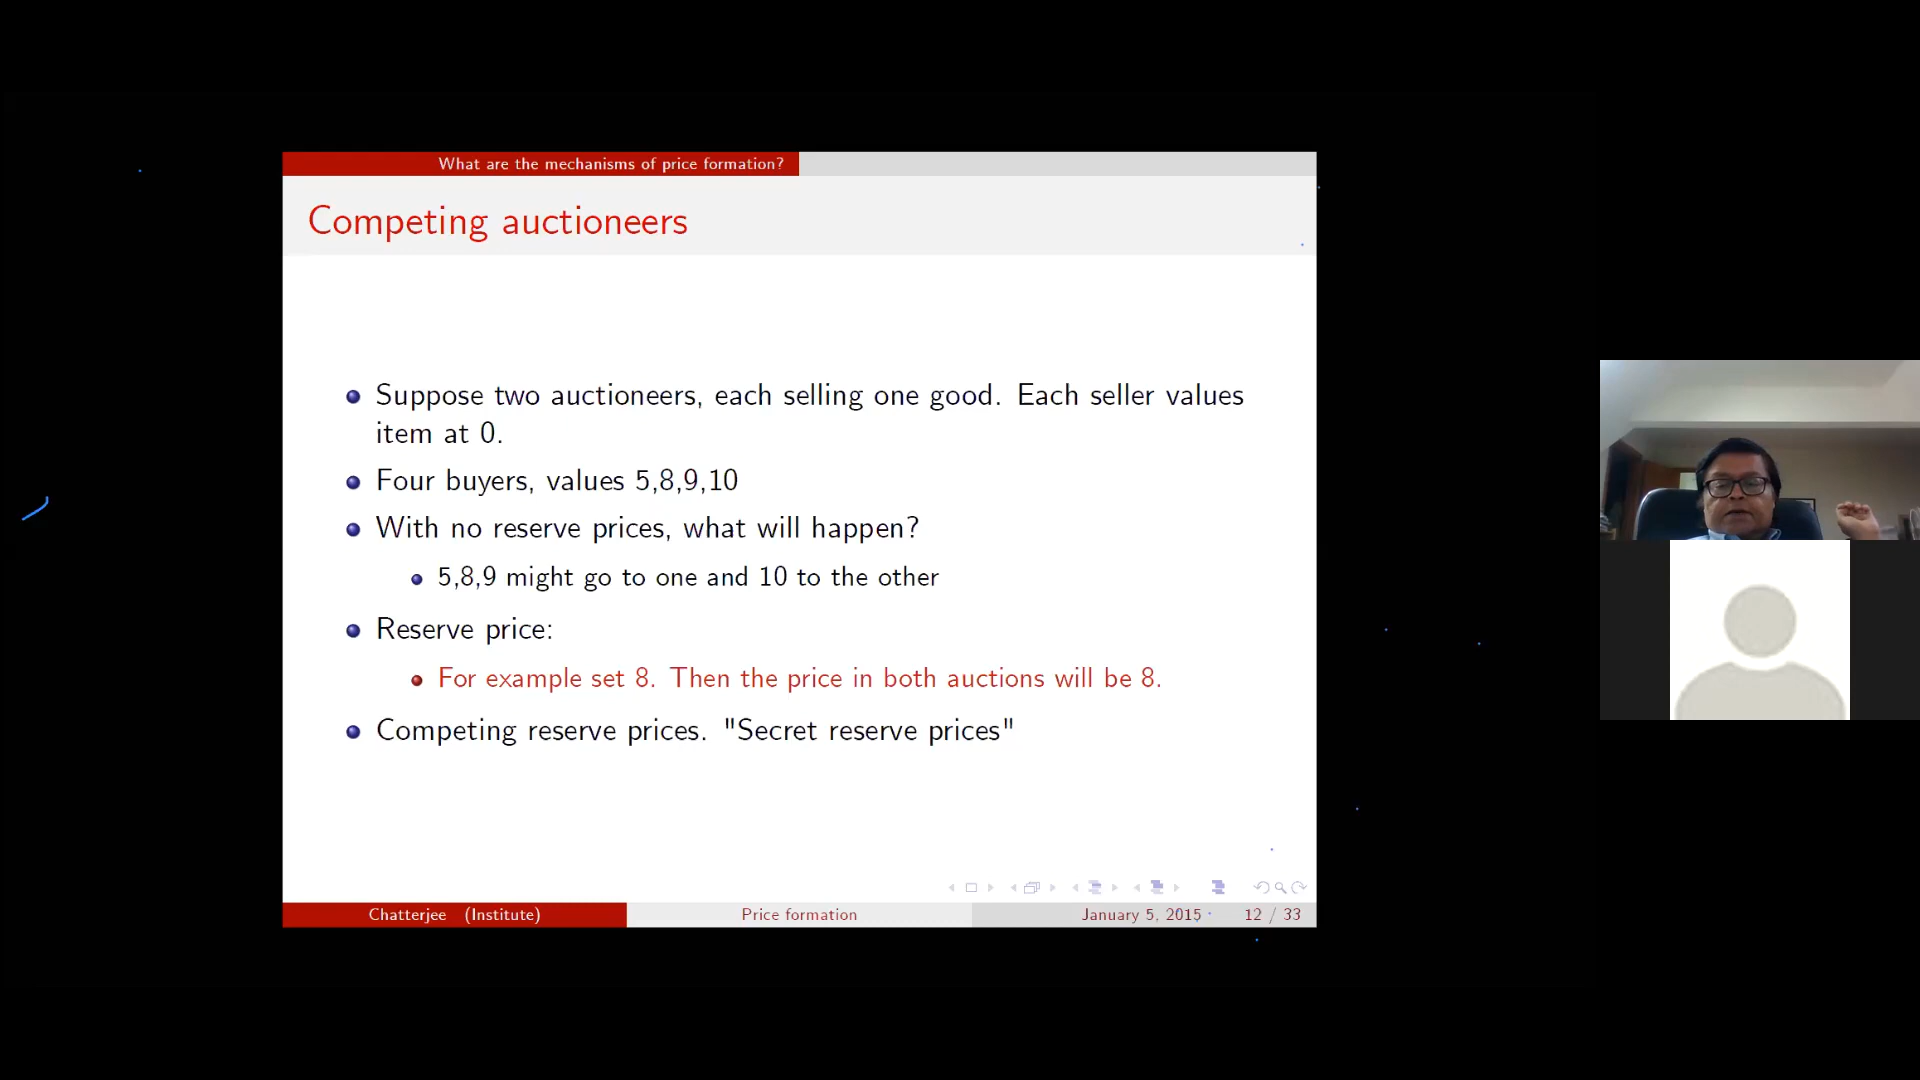 What are the mechanisms of price formation?
Competing auctioneers
Suppose two auctioneers, each selling one good. Each seller values
item at 0.
Four buyers, values 5,8,9,10
With no reserve prices, what will happen?
5,8,9 might go to one and 10 to the other
Reserve price:
For example set 8. Then the price in both auctions will be 8.
Competing reserve prices. "Secret reserve prices"
Chatterjee (Institute) Price formation January 5, 2015 12 / 33